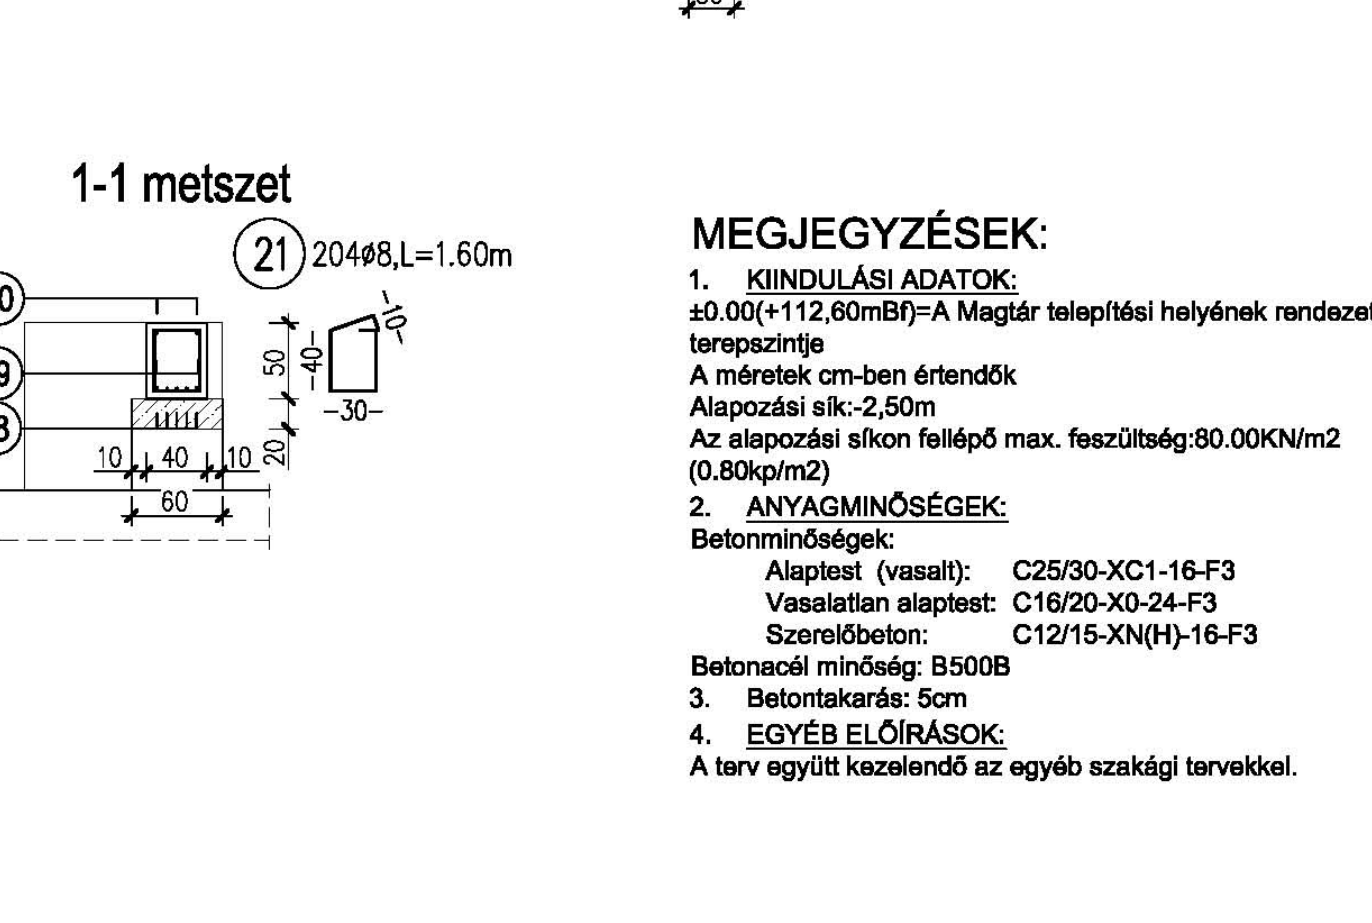 1-1 metszet
21 204ø8,L=1.60m
50
-40-
-10-
-30-
20
10 40 10
60
MEGJEGYZÉSEK:
1. KIINDULÁSI ADATOK:
±0.00(+112,60mBf)=A Magtár telepítési helyének
terepszintje
A méretek cm-ben értendők
Alapozási sík:-2,50m
Az alapozási síkon fellépő max. feszültség:80.00KN/m2
(0.80kp/m2)
2. ANYAGMINŐSÉGEK:
Betonminőségek:
Alaptest (vasalt): C25/30-XC1-16-F3
Vasalatlan alaptest: C16/20-X0-24-F3
Szerelőbeton: C12/15-XN(H)-16-F3
Betonacél minőség: B500B
3. Betontakarás: 5cm
4. EGYÉB ELŐÍRÁSOK:
A terv együtt kezelendő az egyéb szakági tervekkel.